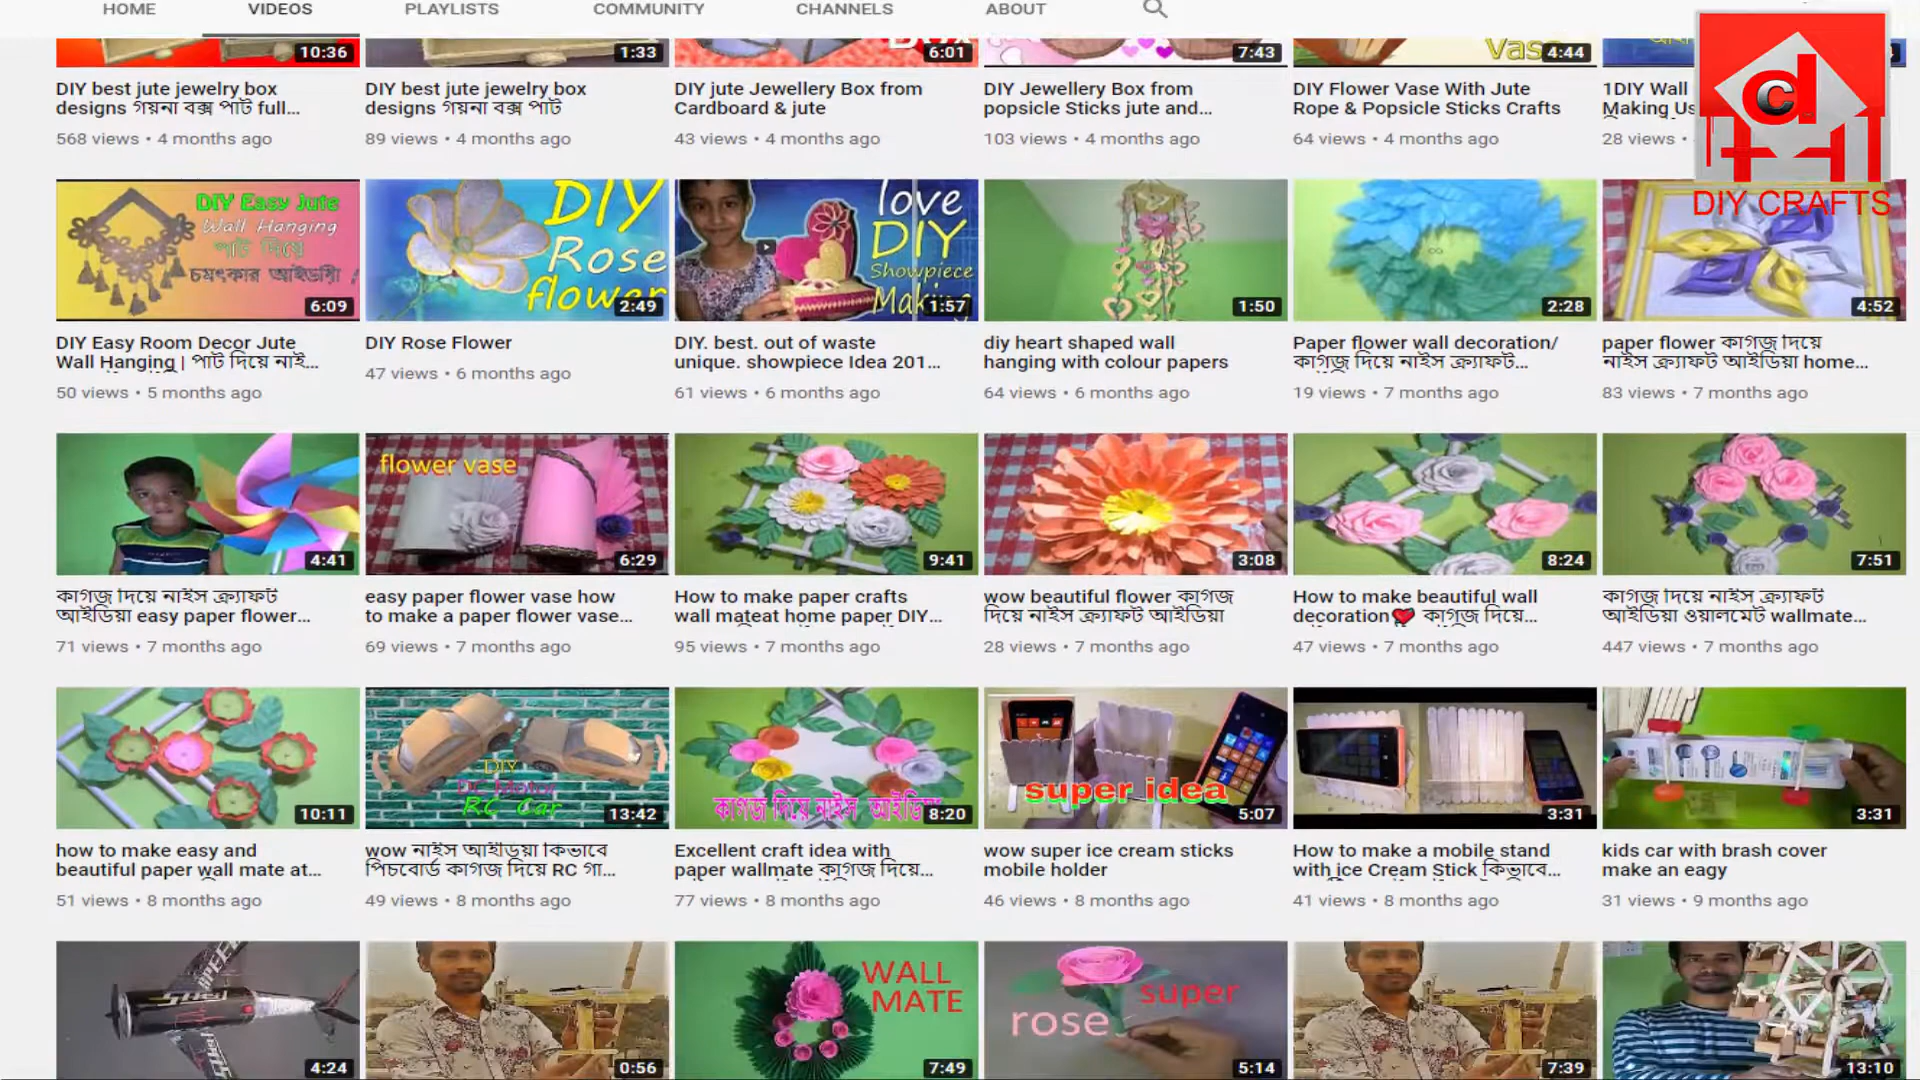 HOME VIDEOS PLAYLISTS COMMUNITY CHANNELS ABOUT
10:36 1:33 6:01 7:43 Vase 4:44
DIY best jute jewelry box
designs গয়না বক্স পাট full...
568 views • 4 months ago
DIY best jute jewelry box
designs গয়না বক্স পাট
89 views • 4 months ago
DIY jute Jewellery Box from
Cardboard & jute
43 views • 4 months ago
DIY Jewellery Box from
popsicle Sticks jute and...
103 views • 4 months ago
DIY Flower Vase With Jute
Rope & Popsicle Sticks Crafts
64 views • 4 months ago
1DIY Wall
Making Us
28 views •
dc
DIY CRAFTS
DIY Easy Jute
Wall Hanging
পাট দিয়ে
চমৎকার আইডিয়া
6:09
DIY Easy Room Decor Jute
Wall Hanging | পাট দিয়ে নাই...
50 views • 5 months ago
DIY
Rose
flower
2:49
DIY Rose Flower
47 views • 6 months ago
love
DIY
Showpiece
Making
1:57
DIY. best. out of waste
unique. showpiece Idea 201...
61 views • 6 months ago
1:50
diy heart shaped wall
hanging with colour papers
64 views • 6 months ago
2:28
Paper flower wall decoration/
কাগজ দিয়ে নাইস ক্র্যাফট...
19 views • 7 months ago
4:52
paper flower কাগজ দিয়ে
নাইস ক্র্যাফট আইডিয়া home...
83 views • 7 months ago
4:41
কাগজ দিয়ে নাইস ক্র্যাফট
আইডিয়া easy paper flower...
71 views • 7 months ago
flower vase
6:29
easy paper flower vase how
to make a paper flower vase...
69 views • 7 months ago
9:41
How to make paper crafts
wall mateat home paper DIY...
95 views • 7 months ago
3:08
wow beautiful flower কাগজ
দিয়ে নাইস ক্র্যাফট আইডিয়া
28 views • 7 months ago
8:24
How to make beautiful wall
decoration❤ কাগজ দিয়ে...
47 views • 7 months ago
7:51
কাগজ দিয়ে নাইস ক্র্যাফট
আইডিয়া ওয়ালমেট wallmate...
447 views • 7 months ago
10:11
how to make easy and
beautiful paper wall mate at...
51 views • 8 months ago
DIY
DC Motor
RC Car
13:42
wow নাইস আইডিয়া কিভাবে
পিচবোর্ড কাগজ দিয়ে RC গা...
49 views • 8 months ago
কাগজ দিয়ে নাইস আইডিয়া
8:20
Excellent craft idea with
paper wallmate কাগজ দিয়ে...
77 views • 8 months ago
super idea
5:07
wow super ice cream sticks
mobile holder
46 views • 8 months ago
3:31
How to make a mobile stand
with ice Cream Stick কিভাবে...
41 views • 8 months ago
3:31
kids car with brash cover
make an eagy
31 views • 9 months ago
4:24
0:56
WALL
MATE
7:49
super
rose
5:14
7:39
13:10